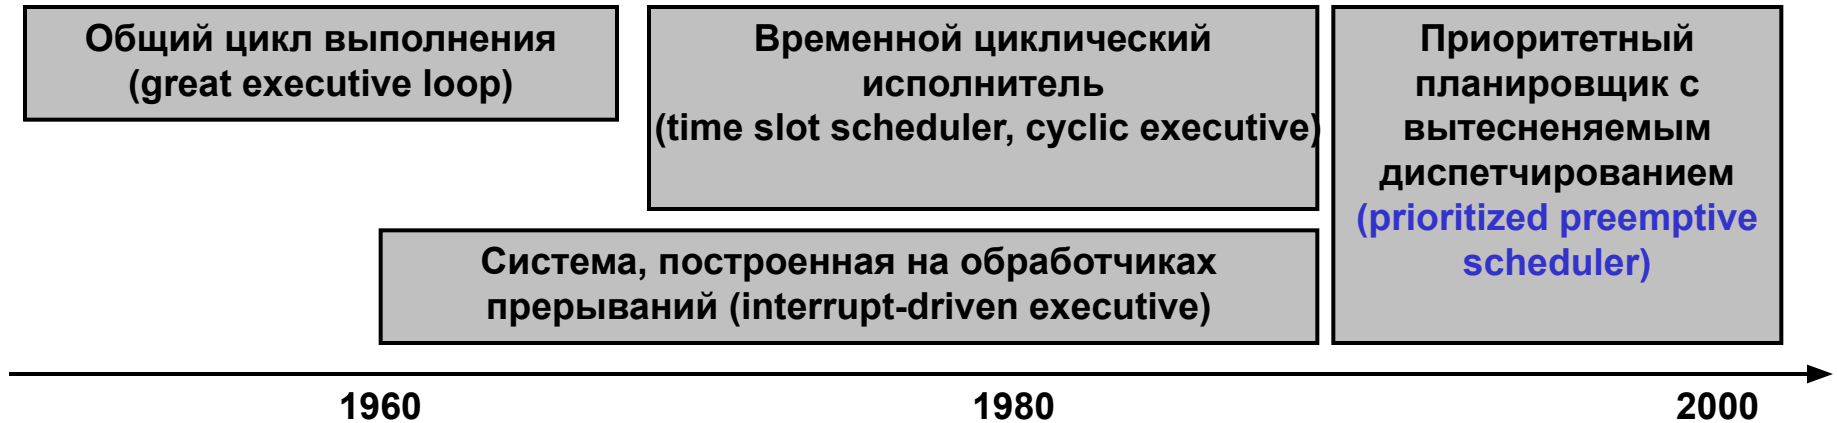 Общий цикл выполнения
(great executive loop)
Временной циклический
исполнитель
(time slot scheduler, cyclic executive)
Приоритетный
планировщик с
вытесняемым
диспетчированием
(prioritized preemptive
scheduler)
Система, построенная на обработчиках
прерываний (interrupt-driven executive)
1960
1980
2000